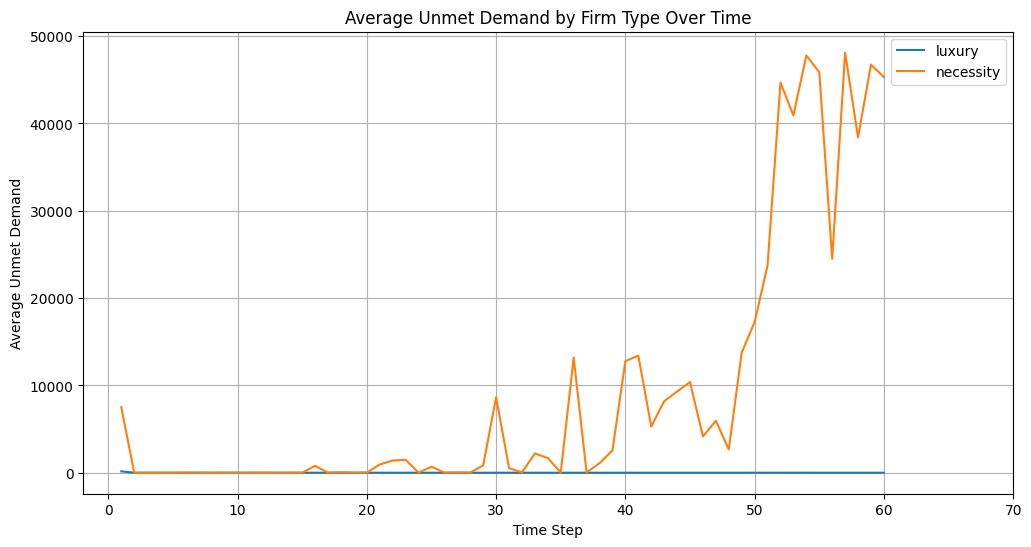 Average Unmet Demand by Firm Type Over Time
luxury
necessity
Average Unmet Demand
50000
40000
30000
20000
10000
0
0 10 20 30 40 50 60 70
Time Step